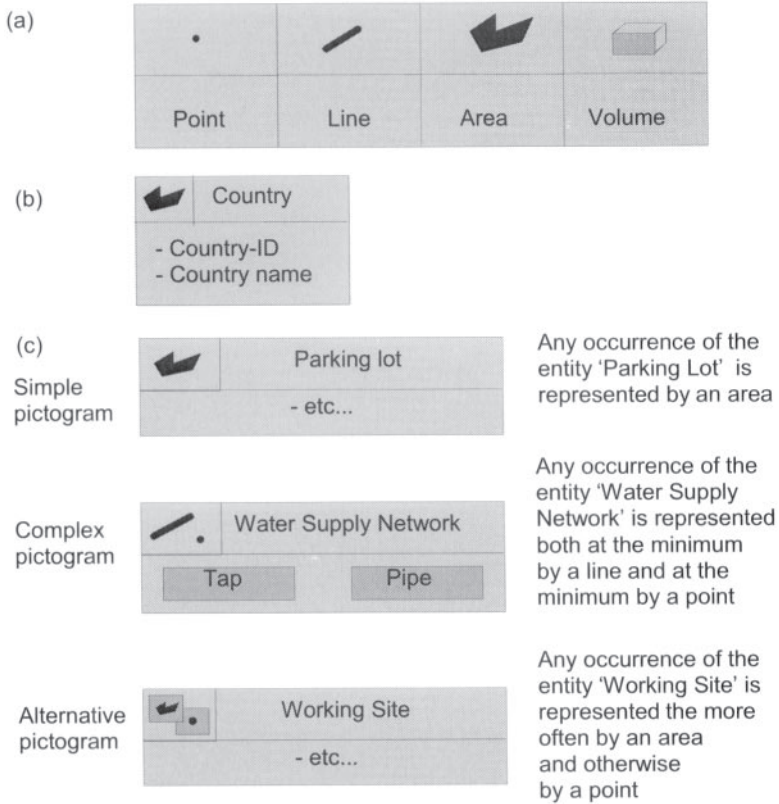 (a)
Point Line Area Volume
(b)
Country
- Country-ID
- Country name
(c)
Simple
pictogram
Parking lot
- etc...
Any occurrence of the
entity ‘Parking Lot’ is
represented by an area
Complex
pictogram
Water Supply Network
Tap Pipe
Any occurrence of the
entity ‘Water Supply
Network’ is represented
both at the minimum
by a line and at the
minimum by a point
Alternative
pictogram
Working Site
- etc...
Any occurrence of the
entity ‘Working Site’ is
represented the more
often by an area
and otherwise
by a point